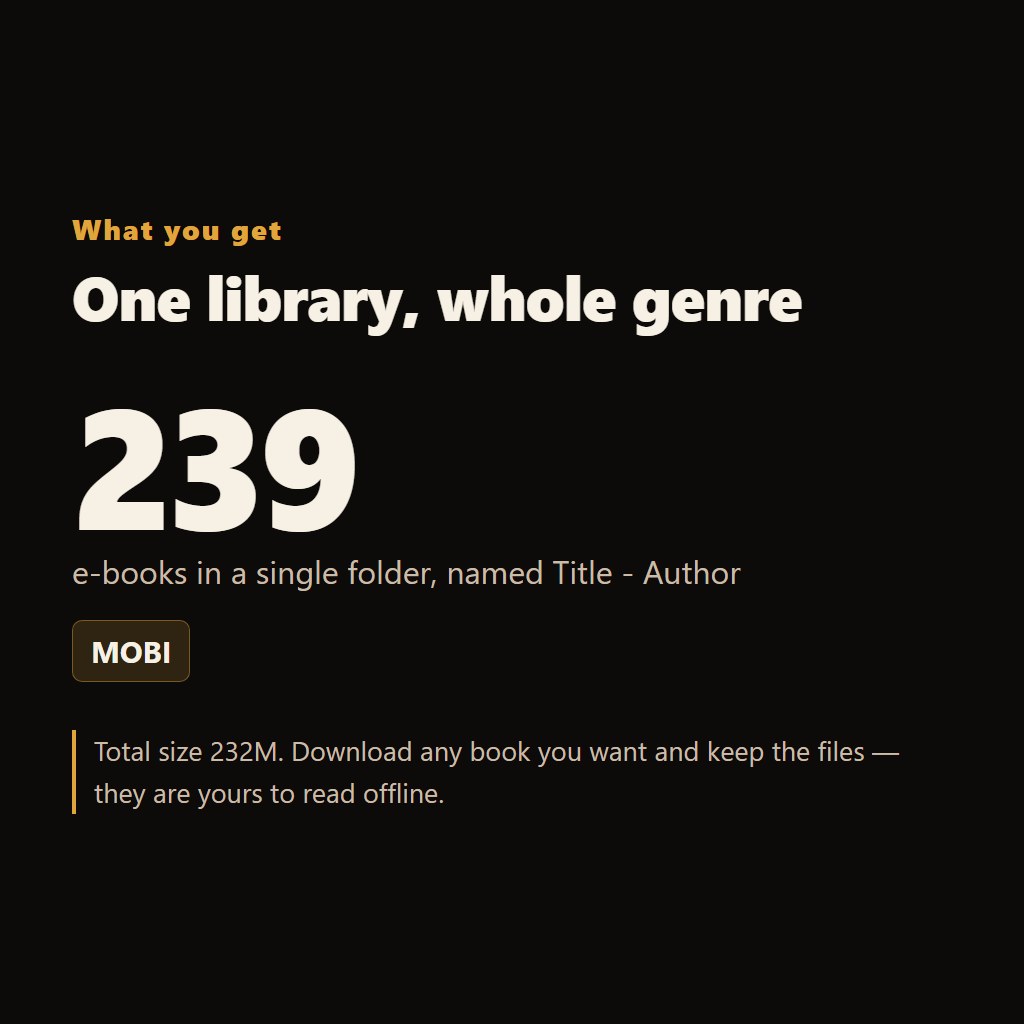 What you get
One library, whole genre
239
e-books in a single folder, named Title - Author
MOBI
Total size 232M. Download any book you want and keep the files —
they are yours to read offline.